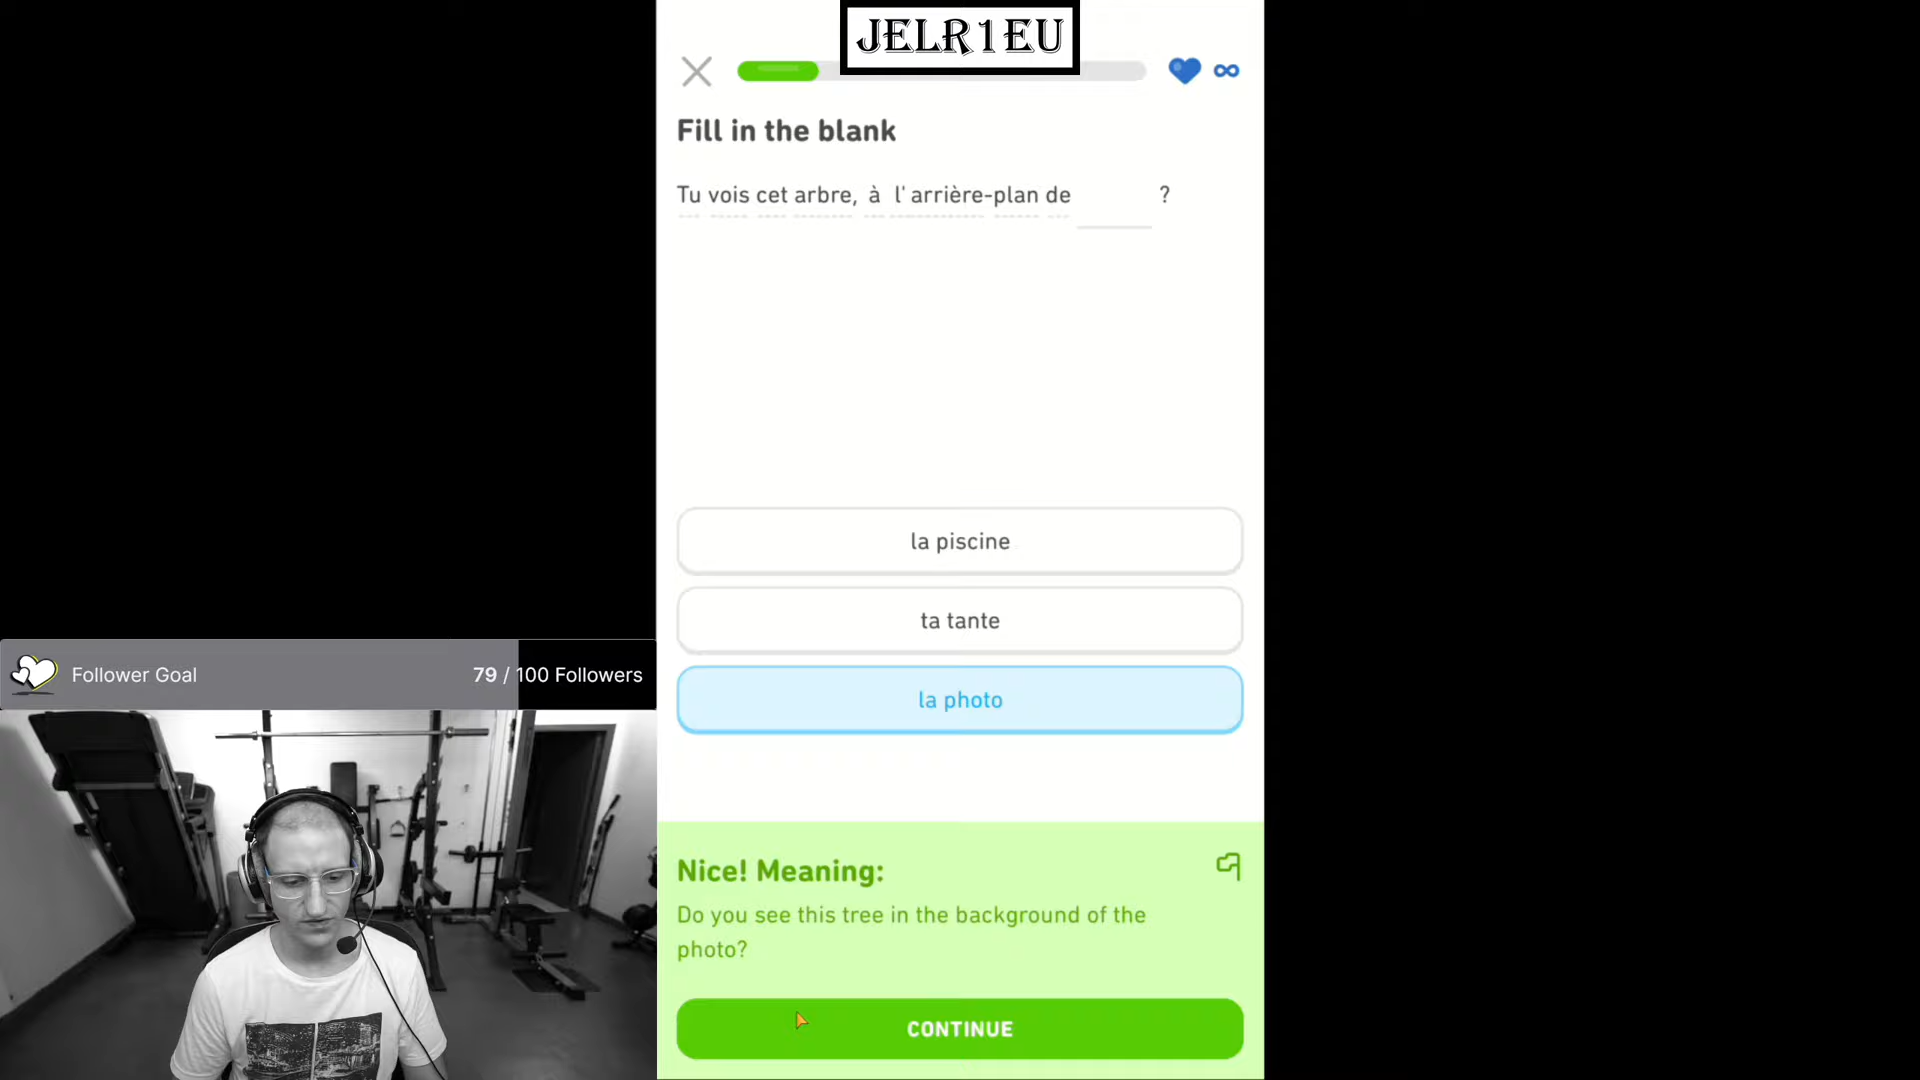 JELR1EU
Fill in the blank
Tu vois cet arbre, à l'arrière-plan de ?
la piscine
ta tante
la photo
Follower Goal 79 / 100 Followers
Nice! Meaning:
Do you see this tree in the background of the
photo?
CONTINUE